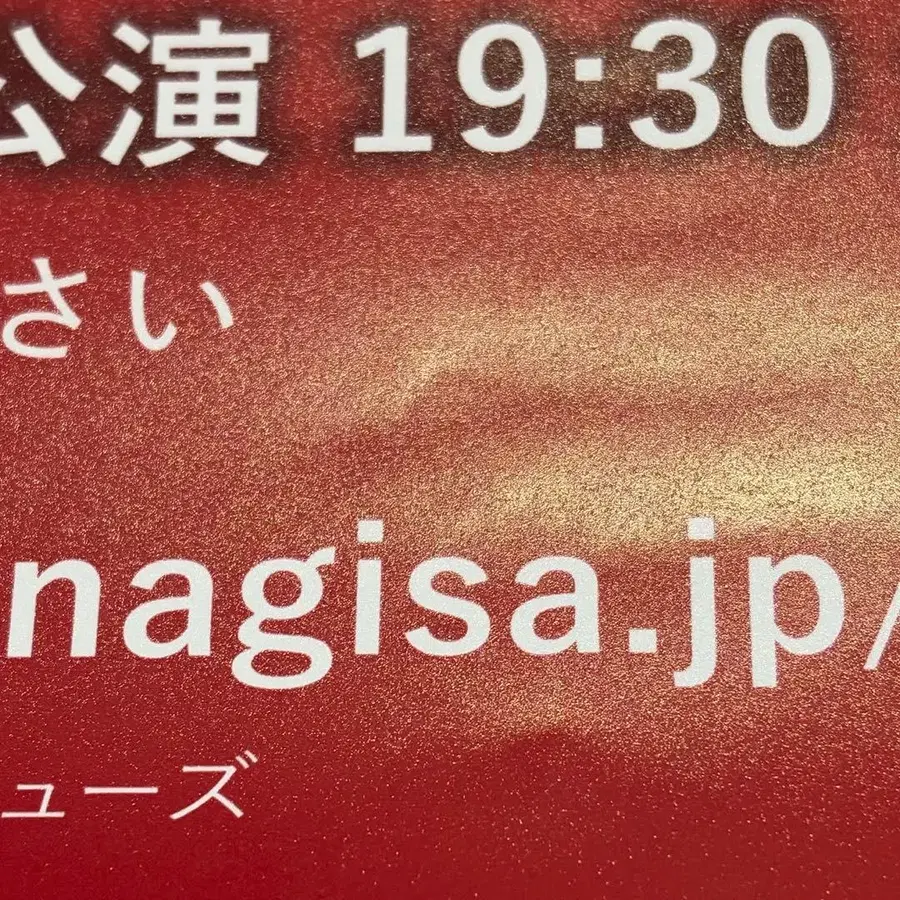 公演 19:30
さい
nagisa.jp/
ューズ